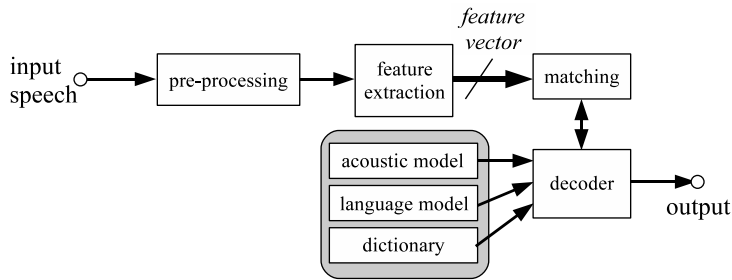 input
speech
pre-processing
feature
extraction
feature
vector
matching
acoustic model
language model
dictionary
decoder
output